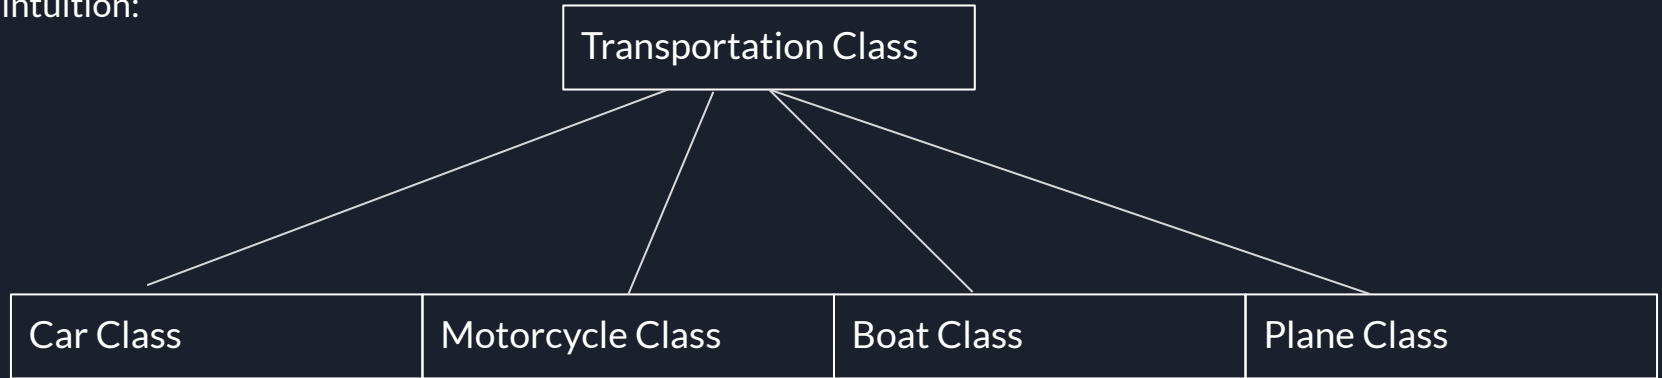 Intuition:
Transportation Class
Car Class
Motorcycle Class
Boat Class
Plane Class